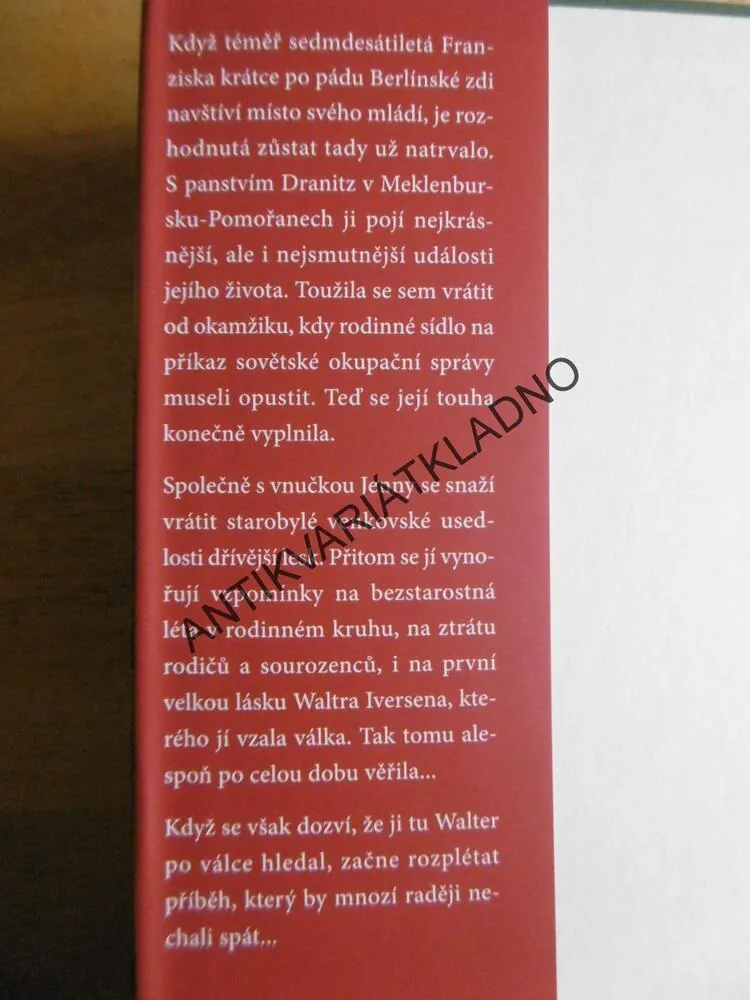 Když téměř sedmdesátiletá Fran-
ziska krátce po pádu Berlínské zdi
navštíví místo svého mládí, je roz-
hodnutá zůstat tady už natrvalo.
S panstvím Dranitz v Meklenbur-
sku-Pomořanech ji pojí nejkrás-
nější, ale i nejsmutnější události
jejího života. Toužila se sem vrátit
od okamžiku, kdy rodinné sídlo na
příkaz sovětské okupační správy
museli opustit. Teď se její touha
konečně vyplnila.
Společně s vnučkou Jenny se snaží
vrátit starobylé venkovské used-
losti dřívější lesk. Přitom se jí vyno-
řují vzpomínky na bezstarostná
léta v rodinném kruhu, na ztrátu
rodičů a sourozenců, i na první
velkou lásku Waltra Iversena, kte-
rého jí vzala válka. Tak tomu ale-
spoň po celou dobu věřila...
Když se však dozví, že ji tu Walter
po válce hledal, začne rozplétat
příběh, který by mnozí raději ne-
chali spát...
ANTIKVARIÁTKLADNO